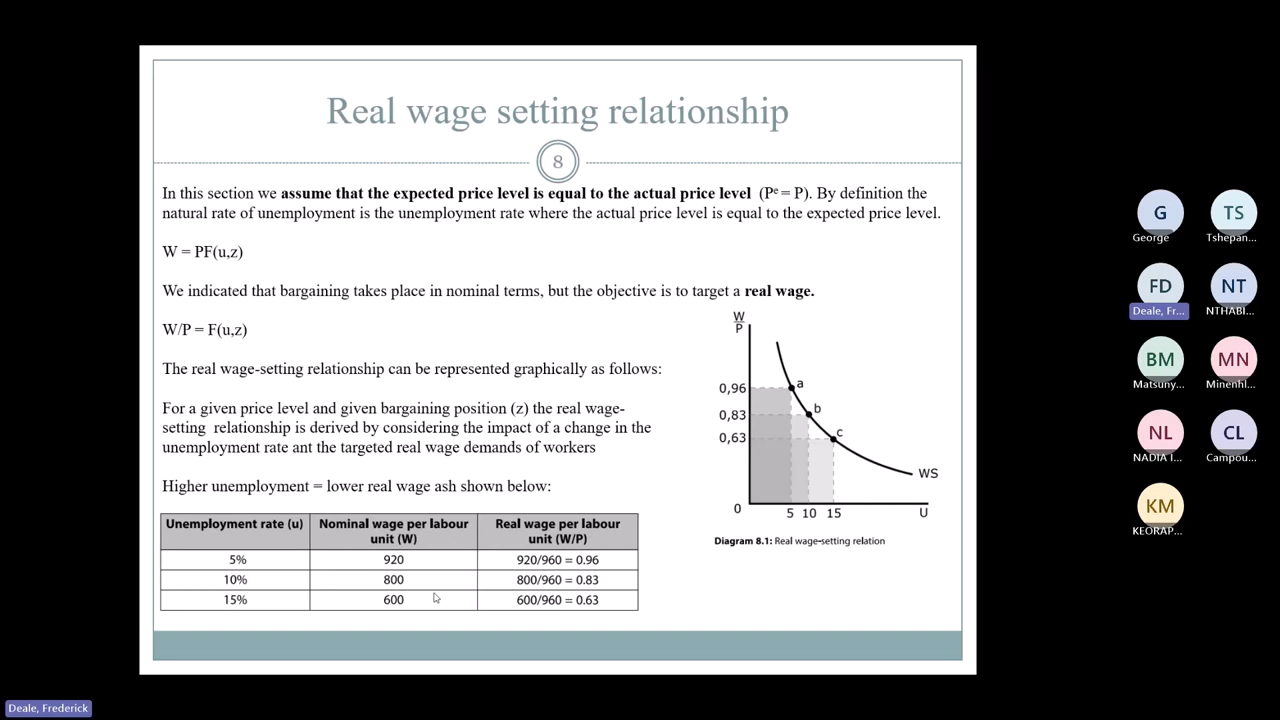 Real wage setting relationship
8
In this section we assume that the expected price level is equal to the actual price level (Pᵉ = P). By definition the
natural rate of unemployment is the unemployment rate where the actual price level is equal to the expected price level.
W = PF(u,z)
We indicated that bargaining takes place in nominal terms, but the objective is to target a real wage.
W/P = F(u,z)
The real wage-setting relationship can be represented graphically as follows:
For a given price level and given bargaining position (z) the real wage-
setting relationship is derived by considering the impact of a change in the
unemployment rate ant the targeted real wage demands of workers
Higher unemployment = lower real wage ash shown below:
Unemployment rate (u) Nominal wage per labour unit (W) Real wage per labour unit (W/P)
5% 920 920/960 = 0.96
10% 800 800/960 = 0.83
15% 600 600/960 = 0.63
W
P
0,96
a
0,83
b
0,63
c
WS
0
5 10 15
U
Diagram 8.1: Real wage-setting relation
G
George
TS
Tshepan...
FD
Deale, Fr...
NT
NTHABI...
BM
Matsuny...
MN
Minenhl...
NL
NADIA I...
CL
Campou...
KM
KEORAP...
Deale, Frederick